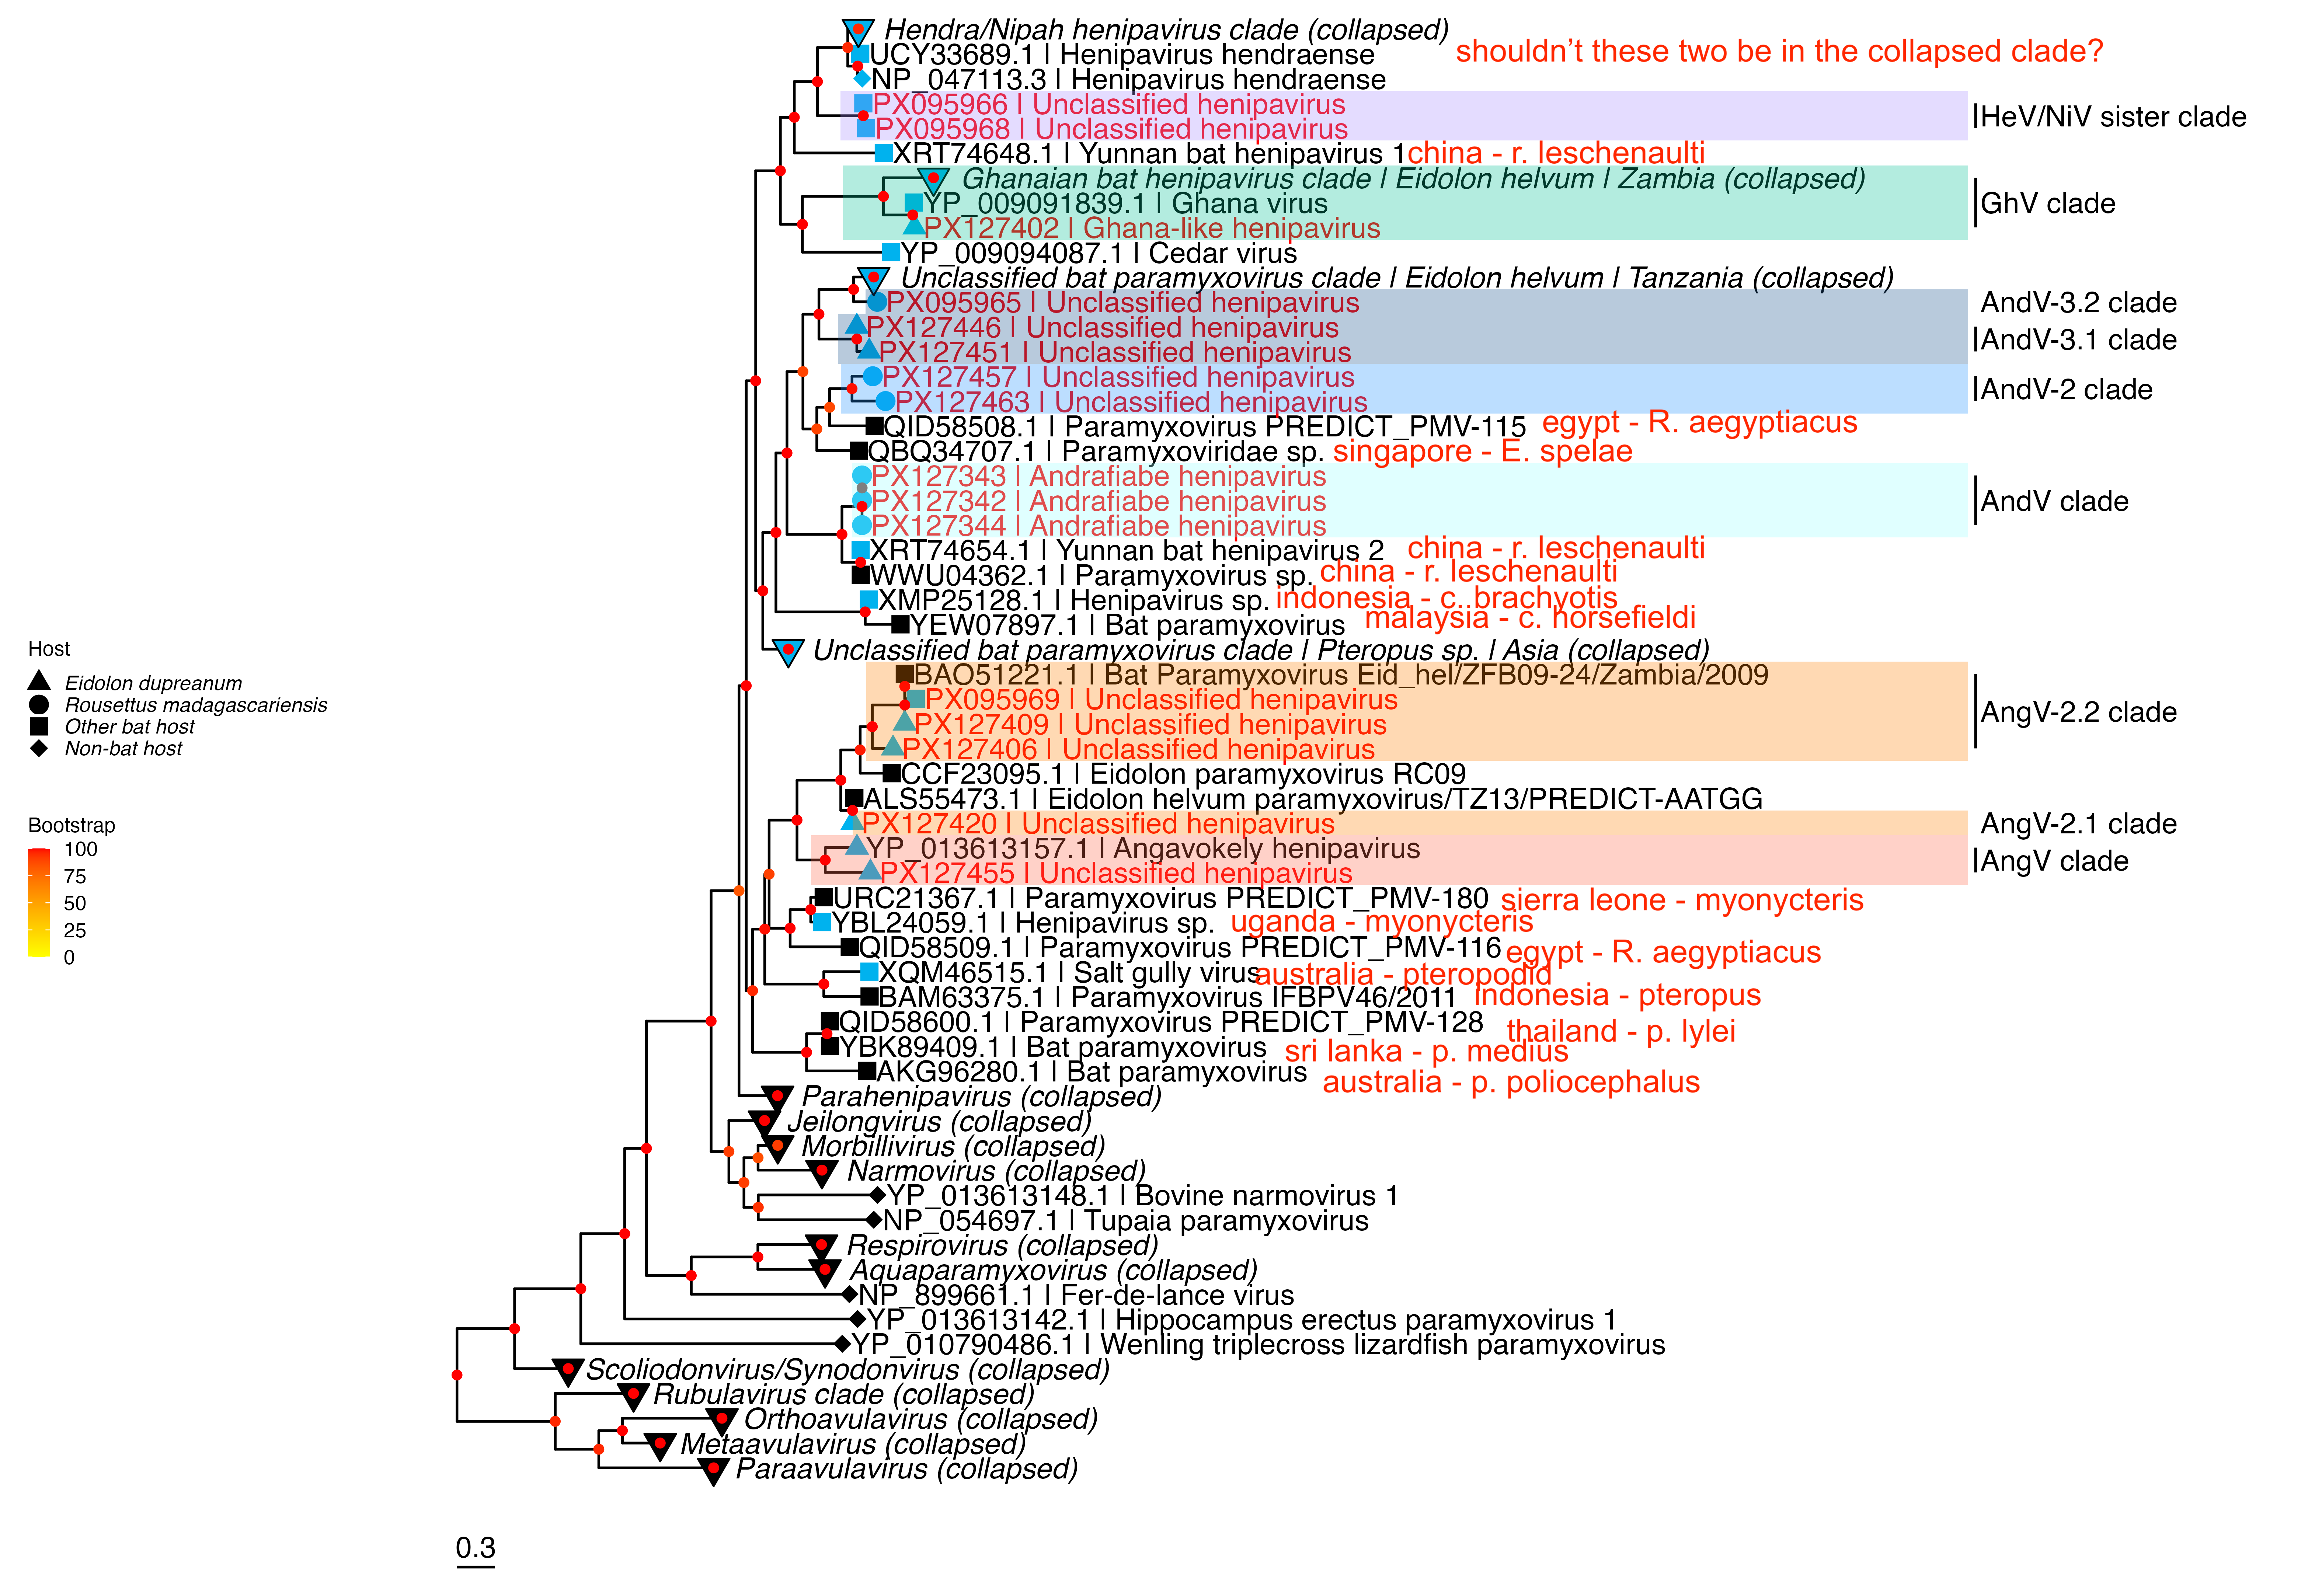 Hendra/Nipah henipavirus clade (collapsed)
UCY33689.1 | Henipavirus hendraense
shouldn't these two be in the collapsed clade?
NP_047113.3 | Henipavirus hendraense
PX095966 | Unclassified henipavirus
PX095968 | Unclassified henipavirus
HeV/NiV sister clade
XRT74648.1 | Yunnan bat henipavirus 1 china - r. leschenaulti
Ghanaian bat henipavirus clade | Eidolon helvum | Zambia (collapsed)
YP_009091839.1 | Ghana virus
GhV clade
PX127402 | Ghana-like henipavirus
YP_009094087.1 | Cedar virus
Unclassified bat paramyxovirus clade | Eidolon helvum | Tanzania (collapsed)
PX095965 | Unclassified henipavirus
AndV-3.2 clade
PX127446 | Unclassified henipavirus
AndV-3.1 clade
PX127451 | Unclassified henipavirus
PX127457 | Unclassified henipavirus
AndV-2 clade
PX127463 | Unclassified henipavirus
QID58508.1 | Paramyxovirus PREDICT_PMV-115 egypt - R. aegyptiacus
QBQ34707.1 | Paramyxoviridae sp. singapore - E. spelae
PX127343 | Andrafiabe henipavirus
PX127342 | Andrafiabe henipavirus
AndV clade
PX127344 | Andrafiabe henipavirus
XRT74654.1 | Yunnan bat henipavirus 2 china - r. leschenaulti
WWU04362.1 | Paramyxovirus sp. china - r. leschenaulti
XMP25128.1 | Henipavirus sp. indonesia - c. brachyotis
YEW07897.1 | Bat paramyxovirus malaysia - c. horsefieldi
Unclassified bat paramyxovirus clade | Pteropus sp. | Asia (collapsed)
BAO51221.1 | Bat Paramyxovirus Eid_hel/ZFB09-24/Zambia/2009
PX095969 | Unclassified henipavirus
AngV-2.2 clade
PX127409 | Unclassified henipavirus
PX127406 | Unclassified henipavirus
CCF23095.1 | Eidolon paramyxovirus RC09
ALS55473.1 | Eidolon helvum paramyxovirus/TZ13/PREDICT-AATGG
PX127420 | Unclassified henipavirus
AngV-2.1 clade
YP_013613157.1 | Angavokely henipavirus
AngV clade
PX127455 | Unclassified henipavirus
URC21367.1 | Paramyxovirus PREDICT_PMV-180 sierra leone - myonycteris
YBL24059.1 | Henipavirus sp. uganda - myonycteris
QID58509.1 | Paramyxovirus PREDICT_PMV-116 egypt - R. aegyptiacus
XQM46515.1 | Salt gully virus australia - pteropodid
BAM63375.1 | Paramyxovirus IFBPV46/2011 indonesia - pteropus
QID58600.1 | Paramyxovirus PREDICT_PMV-128 thailand - p. lylei
YBK89409.1 | Bat paramyxovirus sri lanka - p. medius
AKG96280.1 | Bat paramyxovirus australia - p. poliocephalus
Parahenipavirus (collapsed)
Jeilongvirus (collapsed)
Morbillivirus (collapsed)
Narmovirus (collapsed)
YP_013613148.1 | Bovine narmovirus 1
NP_054697.1 | Tupaia paramyxovirus
Respirovirus (collapsed)
Aquaparamyxovirus (collapsed)
NP_899661.1 | Fer-de-lance virus
YP_013613142.1 | Hippocampus erectus paramyxovirus 1
YP_010790486.1 | Wenling triplecross lizardfish paramyxovirus
Scoliodonvirus/Synodonvirus (collapsed)
Rubulavirus clade (collapsed)
Orthoavulavirus (collapsed)
Metaavulavirus (collapsed)
Paraavulavirus (collapsed)
Host
Eidolon dupreanum
Rousettus madagascariensis
Other bat host
Non-bat host
Bootstrap
100
75
50
25
0
0.3